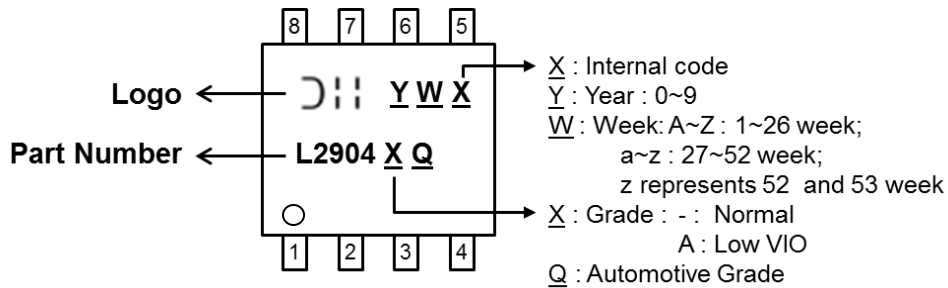 8 7 6 5
Logo
Y W X
Part Number
L2904 X Q
1 2 3 4
X : Internal code
Y : Year : 0~9
W : Week: A~Z : 1~26 week;
a~z : 27~52 week;
z represents 52 and 53 week
X : Grade : - : Normal
A : Low VIO
Q : Automotive Grade